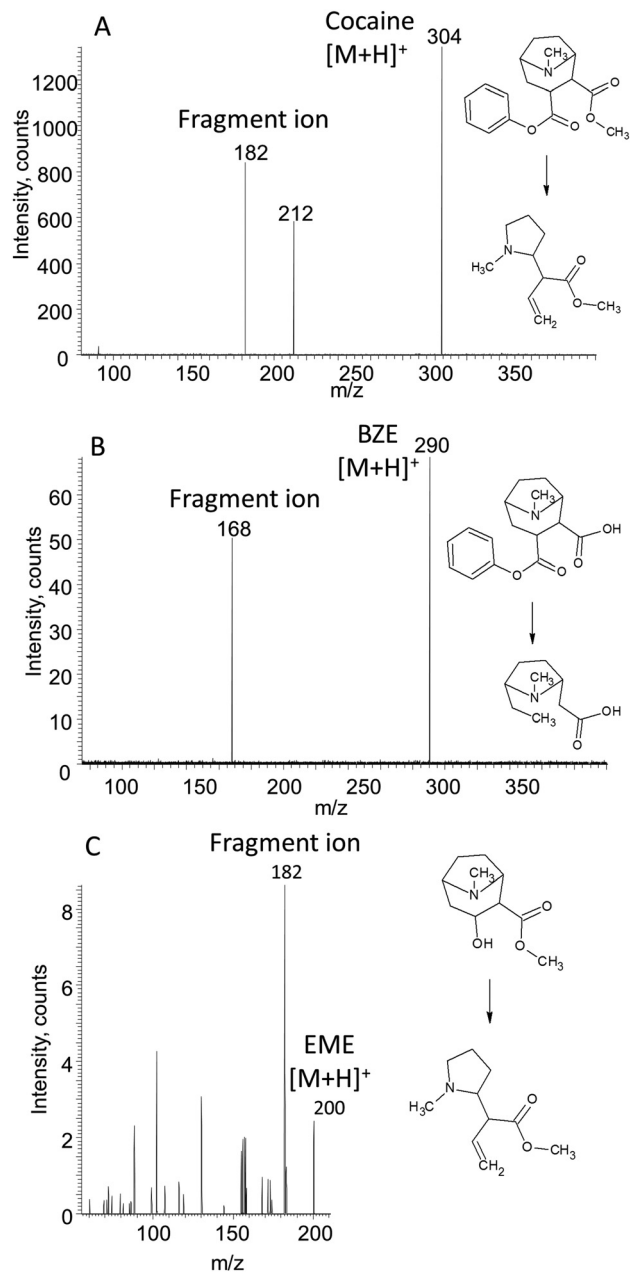 A
Cocaine
[M+H]+
304
Fragment ion
182
212
Intensity, counts
1200
1000
800
600
400
200
0
100 150 200 250 300 350
m/z
CH3
N
O
O
CH3
O
O
N
H3C
O
O
CH3
CH2
B
BZE
[M+H]+
290
Fragment ion
168
Intensity, counts
60
50
40
30
20
10
0
100 150 200 250 300 350
m/z
CH3
N
OH
O
O
O
CH3
N
CH3
OH
O
C
Fragment ion
182
EME
[M+H]+
200
Intensity, counts
8
6
4
2
0
100 150 200
m/z
CH3
N
O
OH
O
CH3
N
H3C
O
O
CH3
CH2